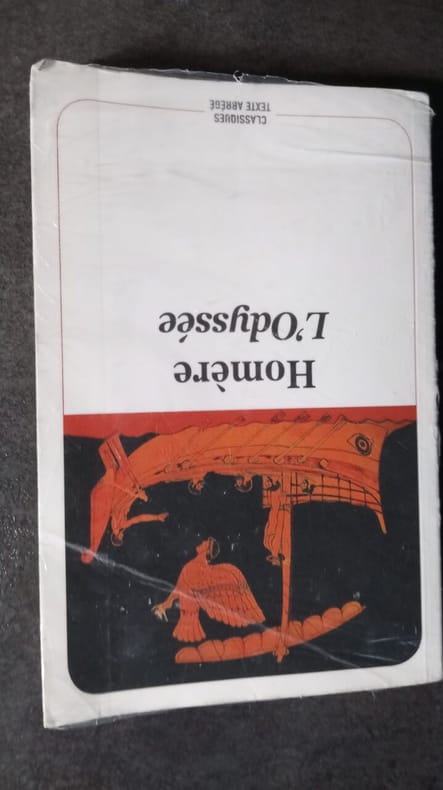 Homère
L'Odyssée
CLASSIQUES
TEXTE ABRÉGÉ